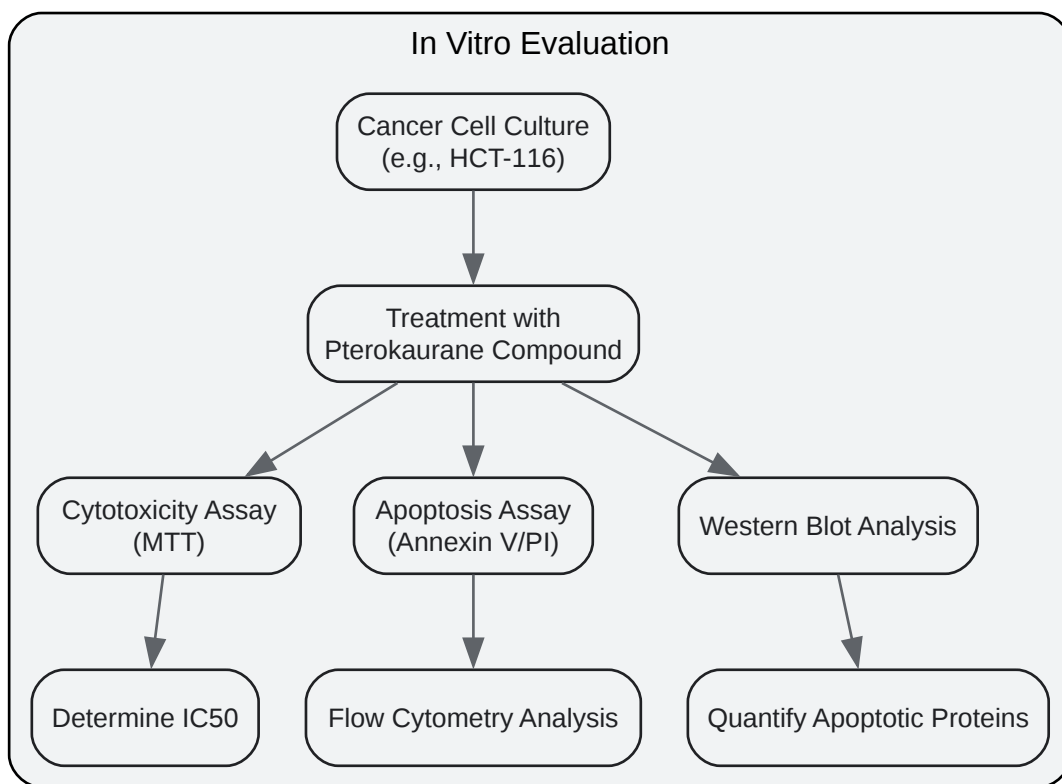 In Vitro Evaluation
Cancer Cell Culture
(e.g., HCT-116)
Treatment with
Pterokaurane Compound
Cytotoxicity Assay
(MTT)
Apoptosis Assay
(Annexin V/PI)
Western Blot Analysis
Determine IC50
Flow Cytometry Analysis
Quantify Apoptotic Proteins